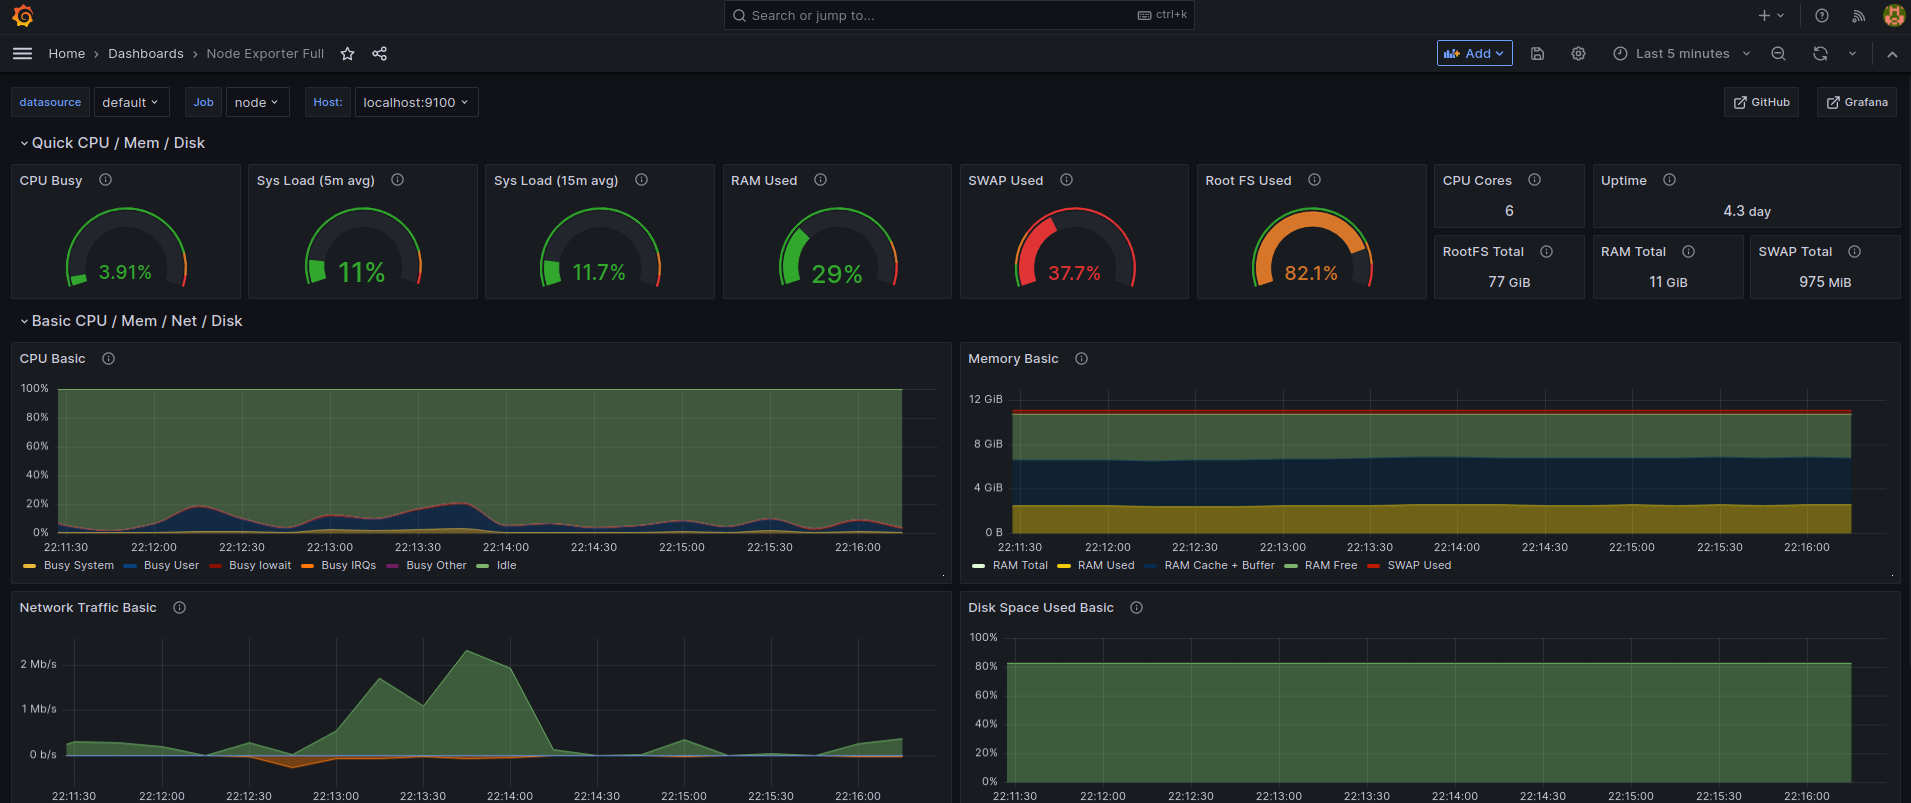 Search or jump to... ctrl+k
Home › Dashboards › Node Exporter Full Add Last 5 minutes
datasource default Job node Host: localhost:9100 GitHub Grafana
Quick CPU / Mem / Disk
CPU Busy Sys Load (5m avg) Sys Load (15m avg) RAM Used SWAP Used Root FS Used CPU Cores Uptime
6 4.3 day
RootFS Total RAM Total SWAP Total
3.91% 11% 11.7% 29% 37.7% 82.1% 77 GiB 11 GiB 975 MiB
Basic CPU / Mem / Net / Disk
CPU Basic
100%
80%
60%
40%
20%
0%
22:11:30 22:12:00 22:12:30 22:13:00 22:13:30 22:14:00 22:14:30 22:15:00 22:15:30 22:16:00
Busy System Busy User Busy Iowait Busy IRQs Busy Other Idle
Memory Basic
12 GiB
8 GiB
4 GiB
0 B
22:11:30 22:12:00 22:12:30 22:13:00 22:13:30 22:14:00 22:14:30 22:15:00 22:15:30 22:16:00
RAM Total RAM Used RAM Cache + Buffer RAM Free SWAP Used
Network Traffic Basic
2 Mb/s
1 Mb/s
0 b/s
22:11:30 22:12:00 22:12:30 22:13:00 22:13:30 22:14:00 22:14:30 22:15:00 22:15:30 22:16:00
Disk Space Used Basic
100%
80%
60%
40%
20%
0%
22:11:30 22:12:00 22:12:30 22:13:00 22:13:30 22:14:00 22:14:30 22:15:00 22:15:30 22:16:00